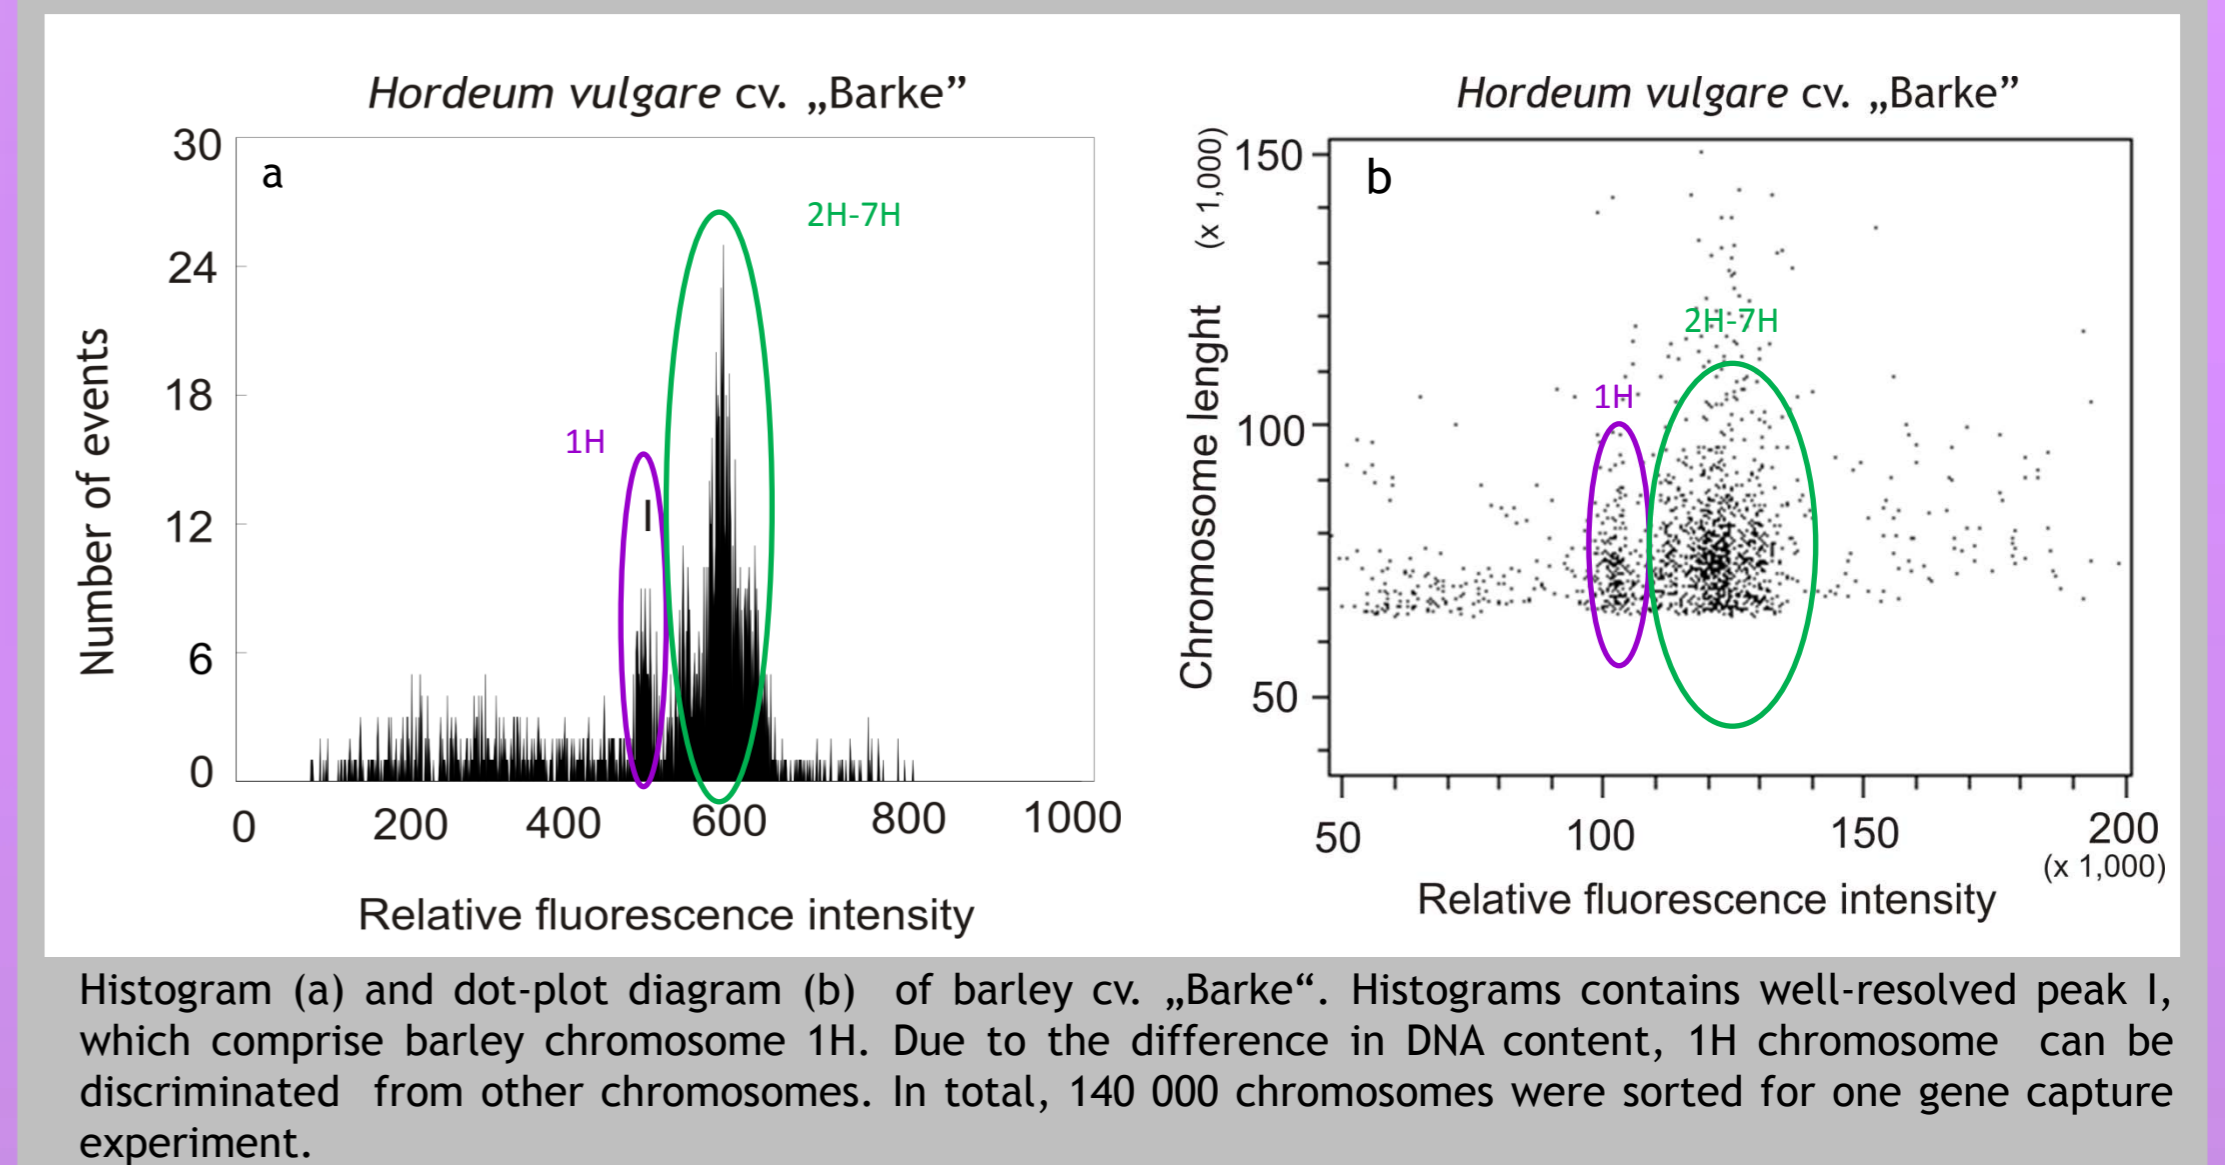 Hordeum vulgare cv. „Barke”
a
30
24
18
12
6
0
Number of events
1H
I
2H-7H
0 200 400 600 800 1000
Relative fluorescence intensity
Hordeum vulgare cv. „Barke”
b
(x 1,000)
150
100
50
Chromosome lenght
1H
2H-7H
50 100 150 200
(x 1,000)
Relative fluorescence intensity
Histogram (a) and dot-plot diagram (b) of barley cv. „Barke“. Histograms contains well-resolved peak I,
which comprise barley chromosome 1H. Due to the difference in DNA content, 1H chromosome can be
discriminated from other chromosomes. In total, 140 000 chromosomes were sorted for one gene capture
experiment.